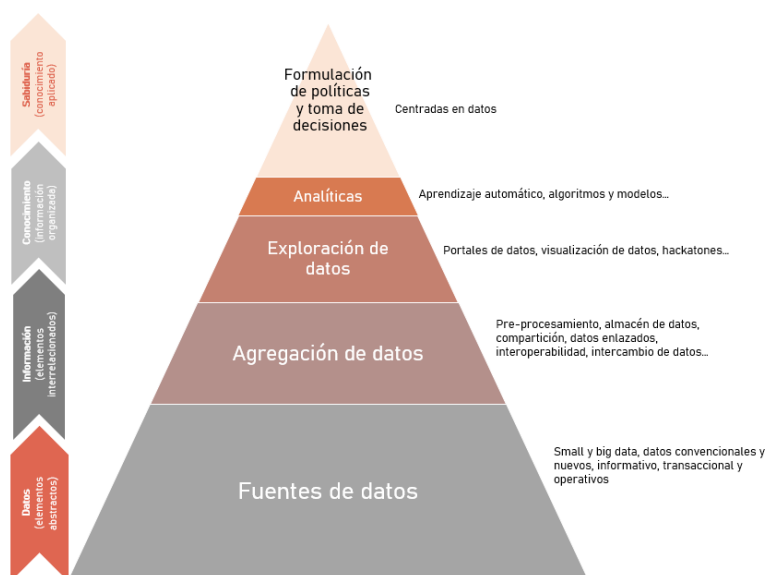 Sabiduría
(conocimiento
aplicado)
Formulación
de políticas
y toma de
decisiones
Centradas en datos
Conocimiento
(información
organizada)
Analíticas
Aprendizaje automático, algoritmos y modelos...
Exploración de
datos
Portales de datos, visualización de datos, hackatones...
Información
(elementos
interrelacionados)
Agregación de datos
Pre-procesamiento, almacén de datos,
compartición, datos enlazados,
interoperabilidad, intercambio de datos...
Datos
(elementos
abstractos)
Fuentes de datos
Small y big data, datos convencionales y
nuevos, informativo, transaccional y
operativos